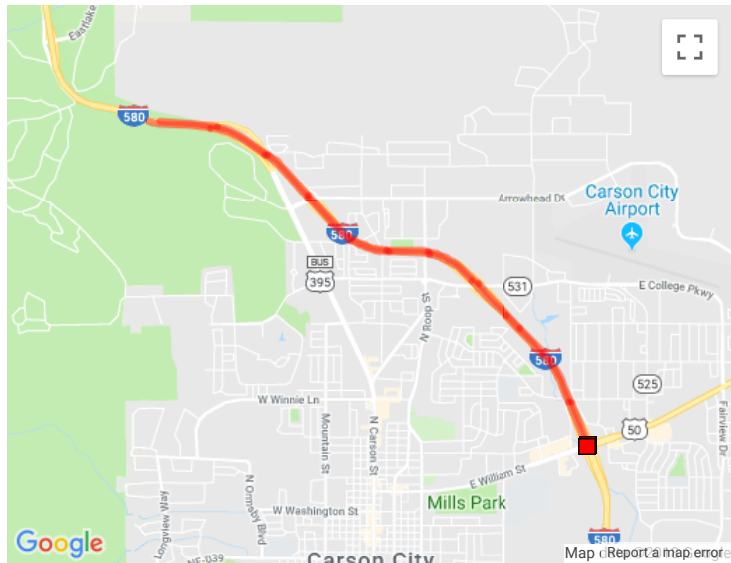 Eastlake
580
Arrowhead Dr
Carson City
Airport
580
BUS
395
531
E College Pkwy
N Roop St
580
525
W Winnie Ln
N Carson St
Mountain St
50
Fairview Dr
E William St
Mills Park
N Ormsby Blvd
Longview Way
W Washington St
580
Google
Carson City
Map
Report a map error